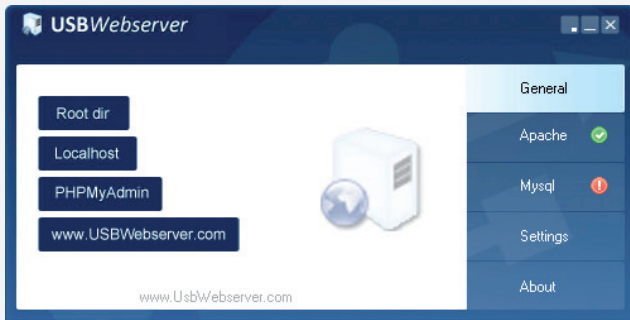 USBWebserver
General
Root dir
Apache
Localhost
PHPMyAdmin
Mysql
www.USBWebserver.com
Settings
About
www.UsbWebserver.com